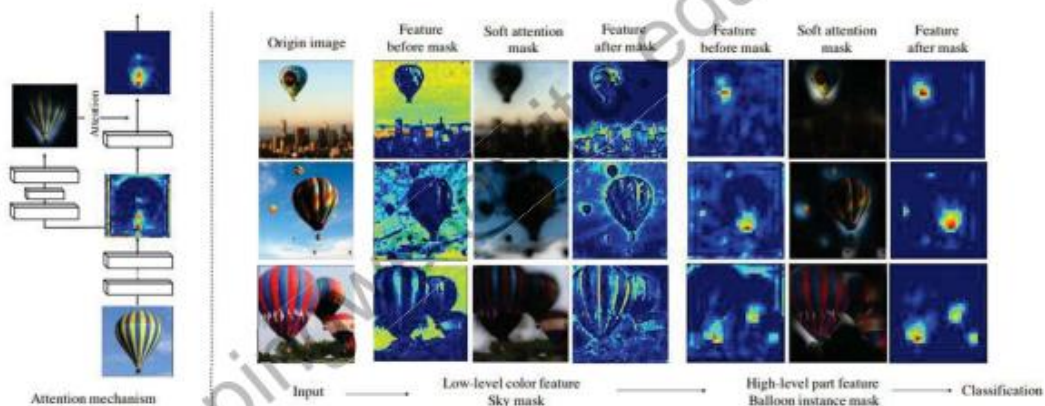 Attention
Attention mechanism
Origin image
Feature
before mask
Soft attention
mask
Feature
after mask
Feature
before mask
Soft attention
mask
Feature
after mask
Input
Low-level color feature
Sky mask
High-level part feature
Balloon instance mask
Classification